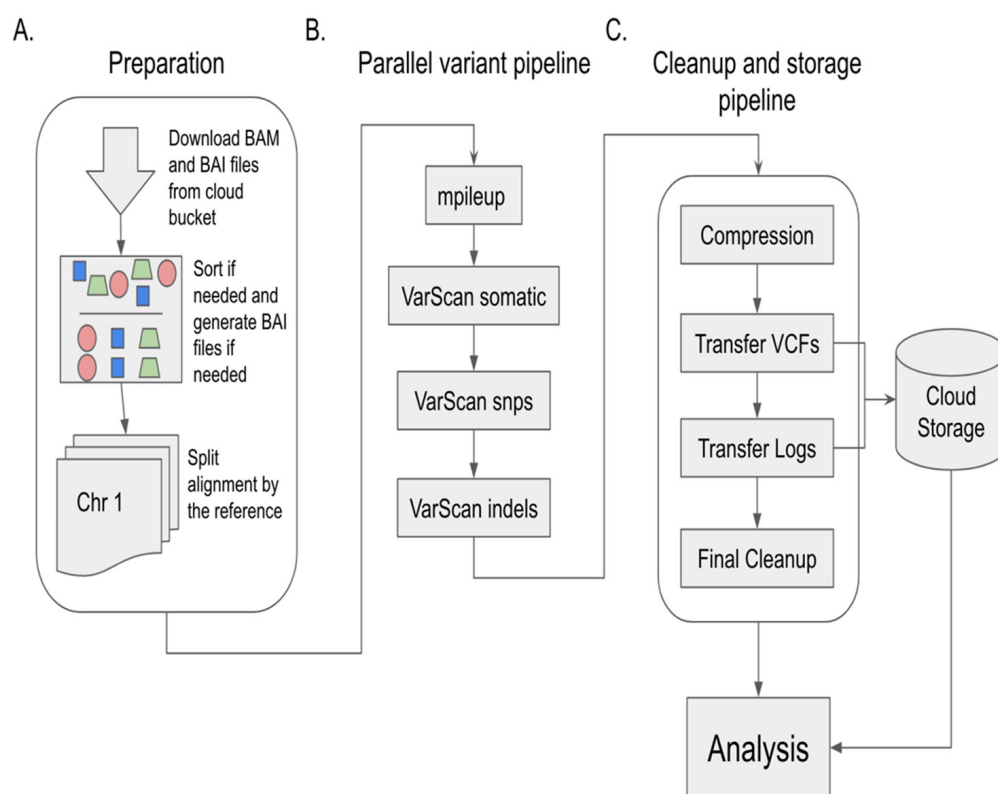 A.
Preparation
Download BAM
and BAI files
from cloud
bucket
Sort if
needed and
generate BAI
files if
needed
Chr 1
Split
alignment by
the reference
B.
Parallel variant pipeline
mpileup
VarScan somatic
VarScan snps
VarScan indels
C.
Cleanup and storage
pipeline
Compression
Transfer VCFs
Transfer Logs
Final Cleanup
Cloud
Storage
Analysis